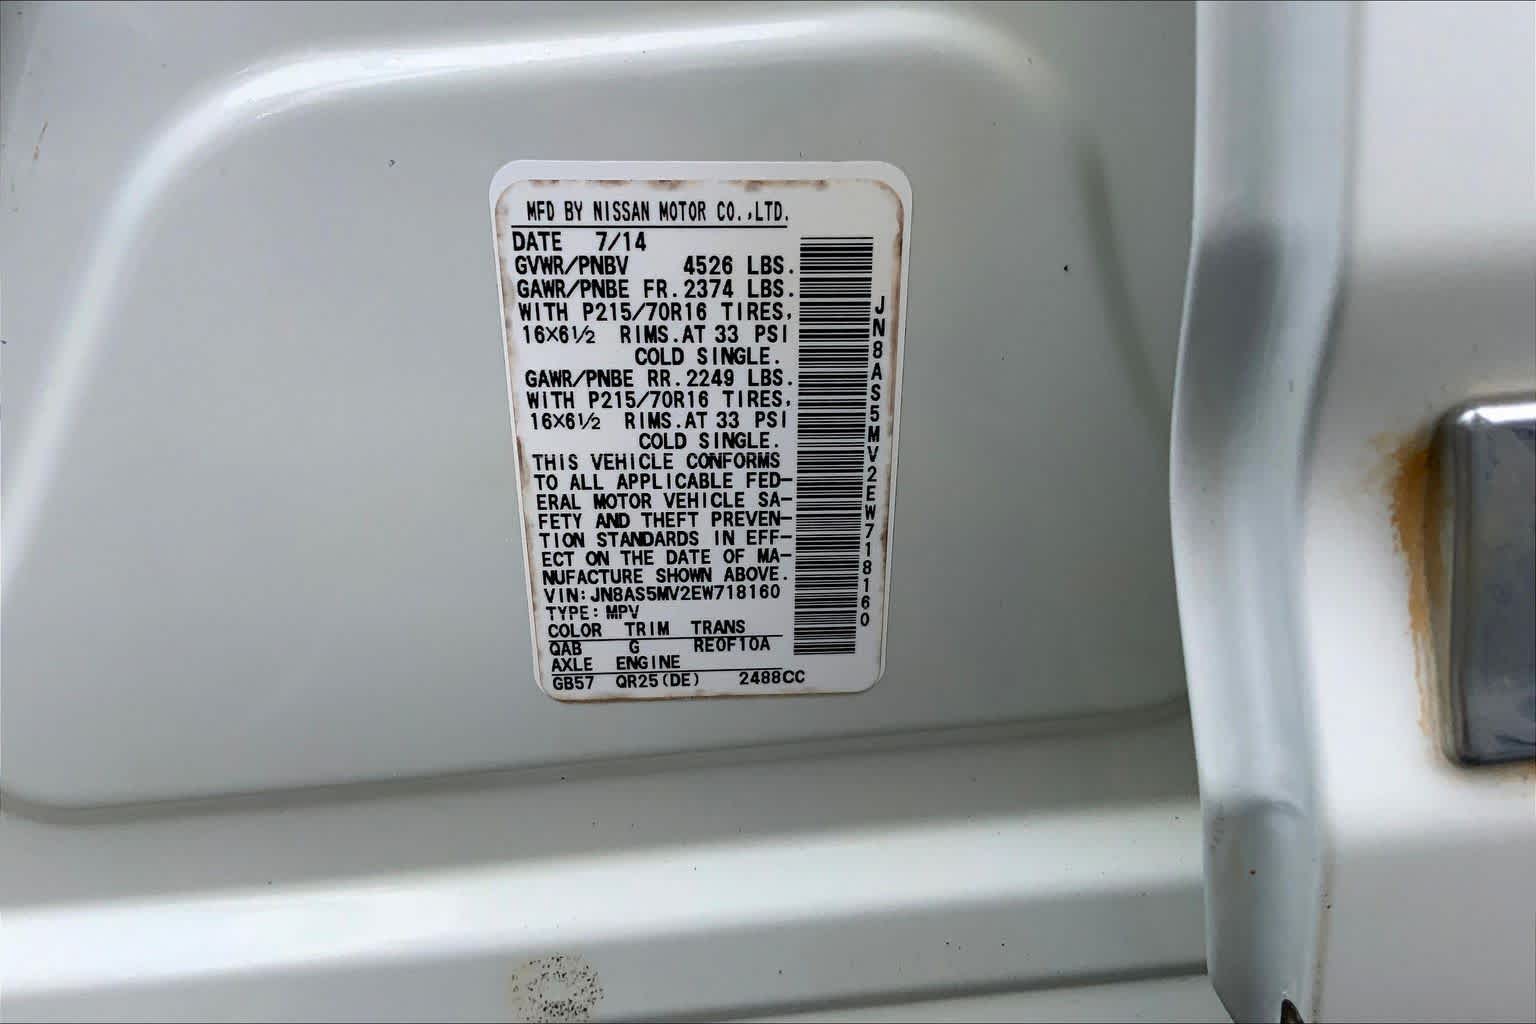 MFD BY NISSAN MOTOR CO.,LTD.
DATE 7/14
GVWR/PNBV 4526 LBS.
GAWR/PNBE FR.2374 LBS.
WITH P215/70R16 TIRES,
16×6½ RIMS.AT 33 PSI
COLD SINGLE.
GAWR/PNBE RR.2249 LBS.
WITH P215/70R16 TIRES,
16×6½ RIMS.AT 33 PSI
COLD SINGLE.
THIS VEHICLE CONFORMS
TO ALL APPLICABLE FED-
ERAL MOTOR VEHICLE SA-
FETY AND THEFT PREVEN-
TION STANDARDS IN EFF-
ECT ON THE DATE OF MA-
NUFACTURE SHOWN ABOVE.
VIN:JN8AS5MV2EW718160
TYPE:MPV
COLOR TRIM TRANS
QAB G RE0F10A
AXLE ENGINE
GB57 QR25(DE) 2488CC
JN8AS5MV2EW718160